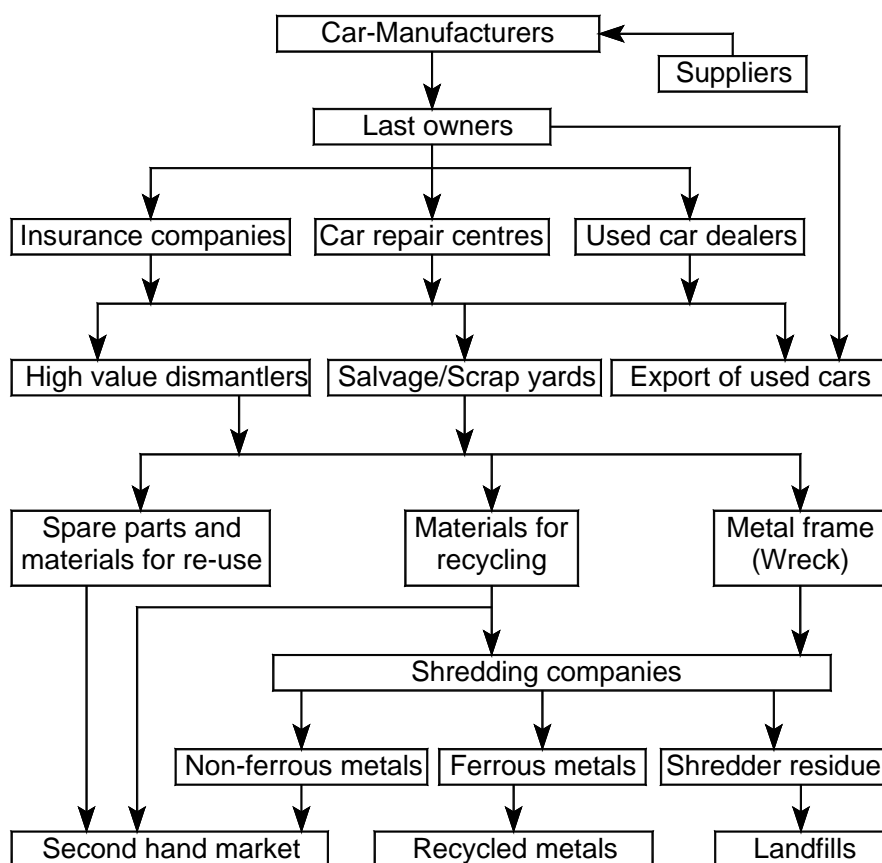 Car-Manufacturers
Suppliers
Last owners
Insurance companies
Car repair centres
Used car dealers
High value dismantlers
Salvage/Scrap yards
Export of used cars
Spare parts and
materials for re-use
Materials for
recycling
Metal frame
(Wreck)
Shredding companies
Non-ferrous metals
Ferrous metals
Shredder residue
Second hand market
Recycled metals
Landfills